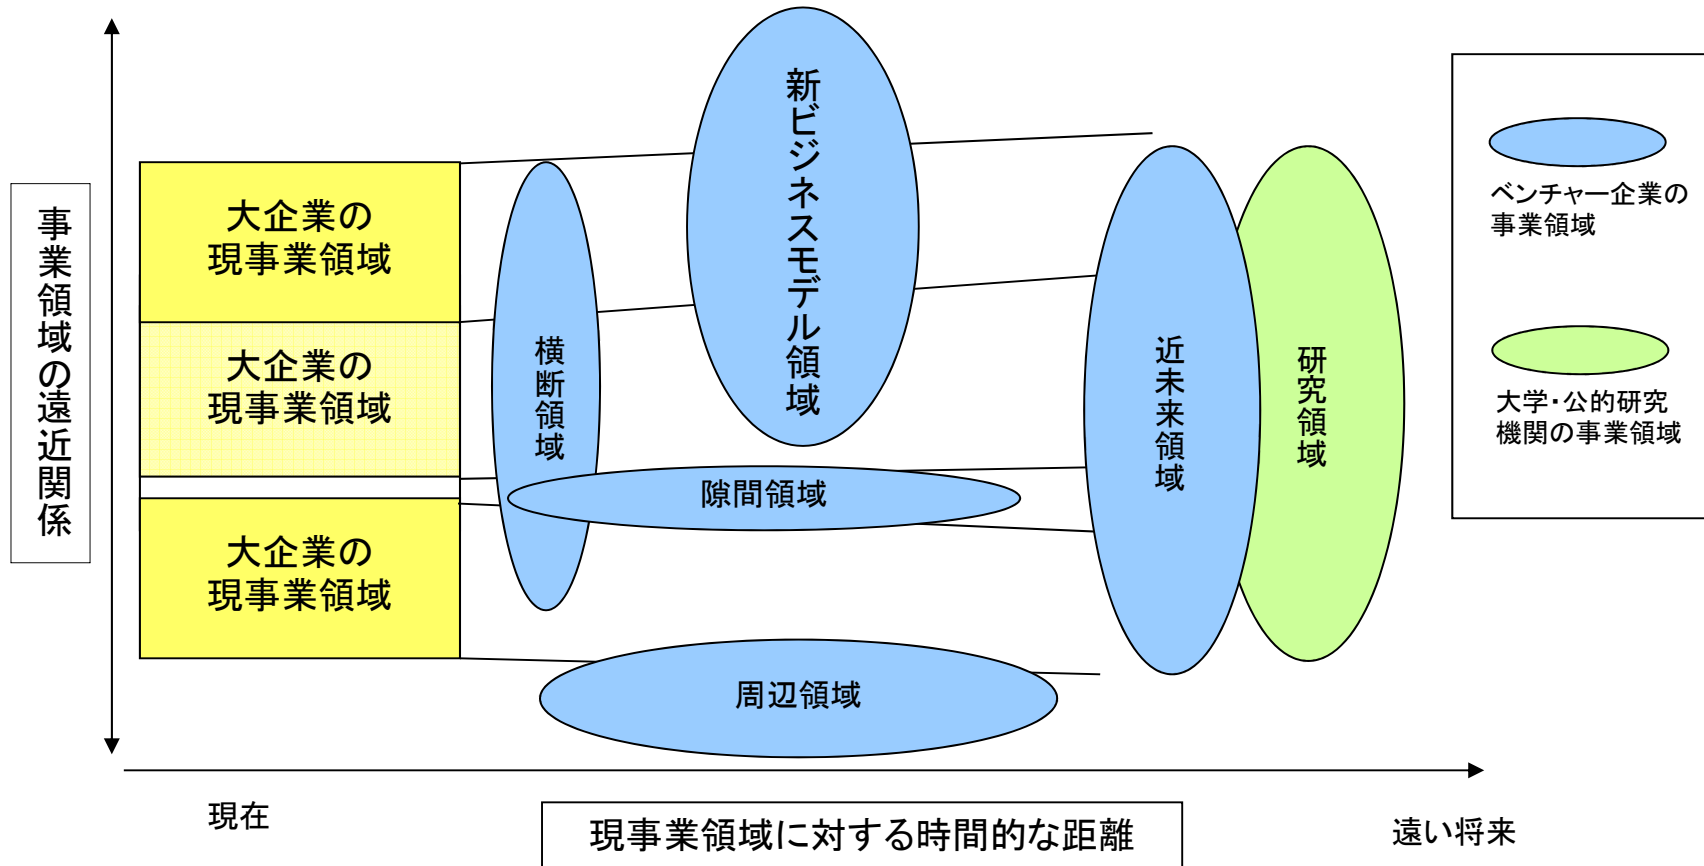 事業領域の遠近関係
大企業の
現事業領域
大企業の
現事業領域
大企業の
現事業領域
横断領域
新ビジネスモデル領域
隙間領域
周辺領域
近未来領域
研究領域
ベンチャー企業の
事業領域
大学・公的研究
機関の事業領域
現在
現事業領域に対する時間的な距離
遠い将来